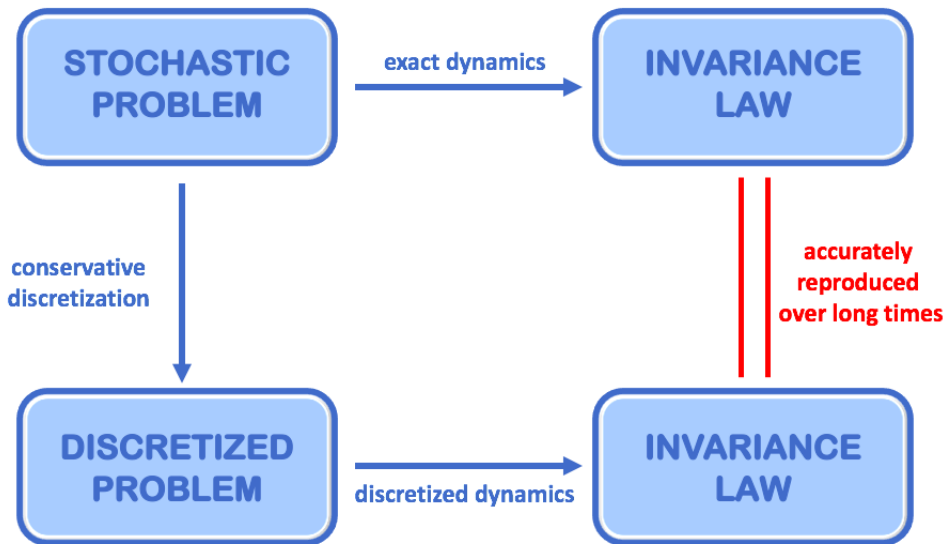 STOCHASTIC
PROBLEM
exact dynamics
INVARIANCE
LAW
conservative
discretization
accurately
reproduced
over long times
DISCRETIZED
PROBLEM
discretized dynamics
INVARIANCE
LAW